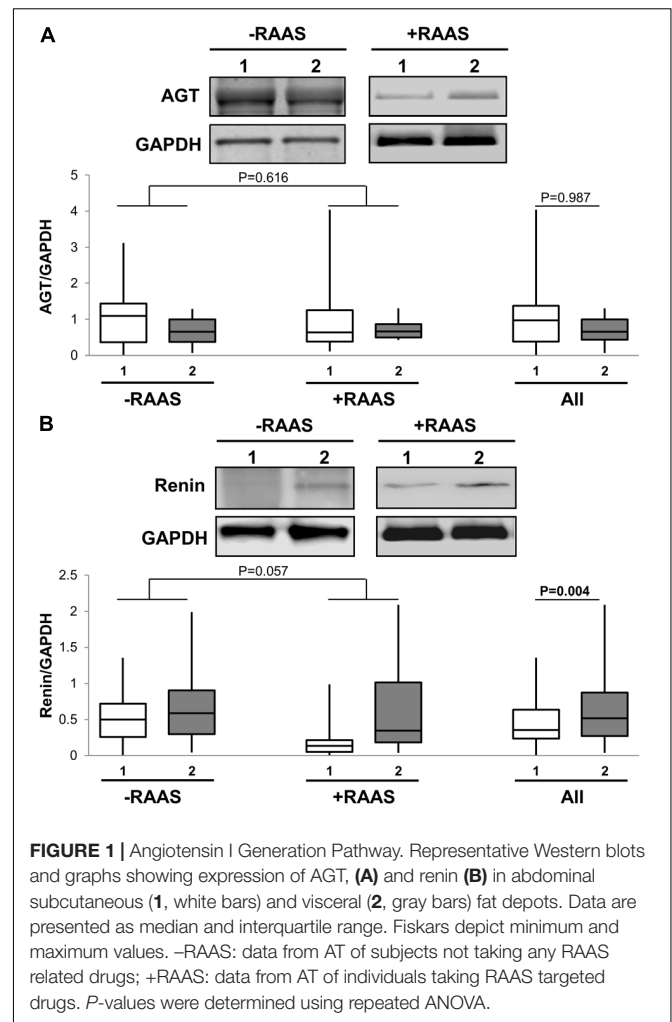 A
-RAAS +RAAS
1 2 1 2
AGT
GAPDH
P=0.616
P=0.987
AGT/GAPDH
5
4
3
2
1
0
1 2 1 2 1 2
-RAAS +RAAS All
B
-RAAS +RAAS
1 2 1 2
Renin
GAPDH
P=0.057
P=0.004
Renin/GAPDH
2.5
2
1.5
1
0.5
0
1 2 1 2 1 2
-RAAS +RAAS All
FIGURE 1 | Angiotensin I Generation Pathway. Representative Western blots
and graphs showing expression of AGT, (A) and renin (B) in abdominal
subcutaneous (1, white bars) and visceral (2, gray bars) fat depots. Data are
presented as median and interquartile range. Fiskars depict minimum and
maximum values. –RAAS: data from AT of subjects not taking any RAAS
related drugs; +RAAS: data from AT of individuals taking RAAS targeted
drugs. P-values were determined using repeated ANOVA.